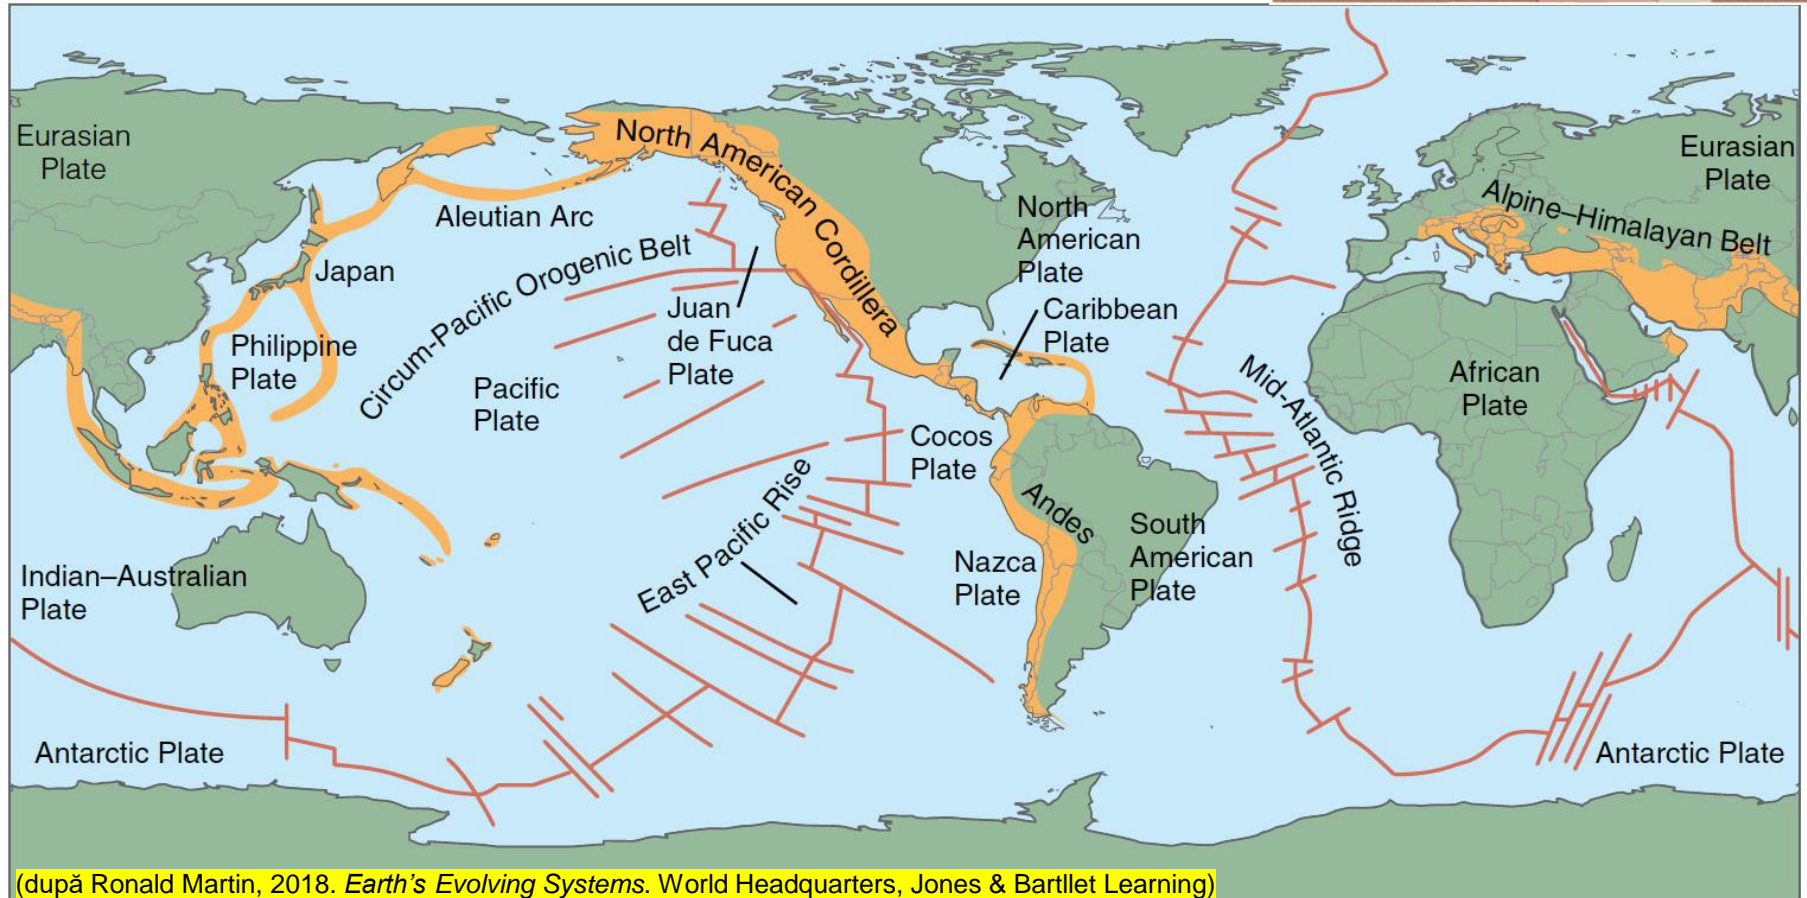 Eurasian
Plate
North American Cordillera
Eurasian
Plate
Alpine–Himalayan Belt
Aleutian Arc
North
American
Plate
Japan
Circum-Pacific Orogenic Belt
Juan
de Fuca
Plate
Caribbean
Plate
Philippine
Plate
Pacific
Plate
Mid-Atlantic Ridge
African
Plate
Cocos
Plate
East Pacific Rise
Andes
South
American
Plate
Nazca
Plate
Indian–Australian
Plate
Antarctic Plate
Antarctic Plate
(după Ronald Martin, 2018. Earth's Evolving Systems. World Headquarters, Jones & Bartllet Learning)